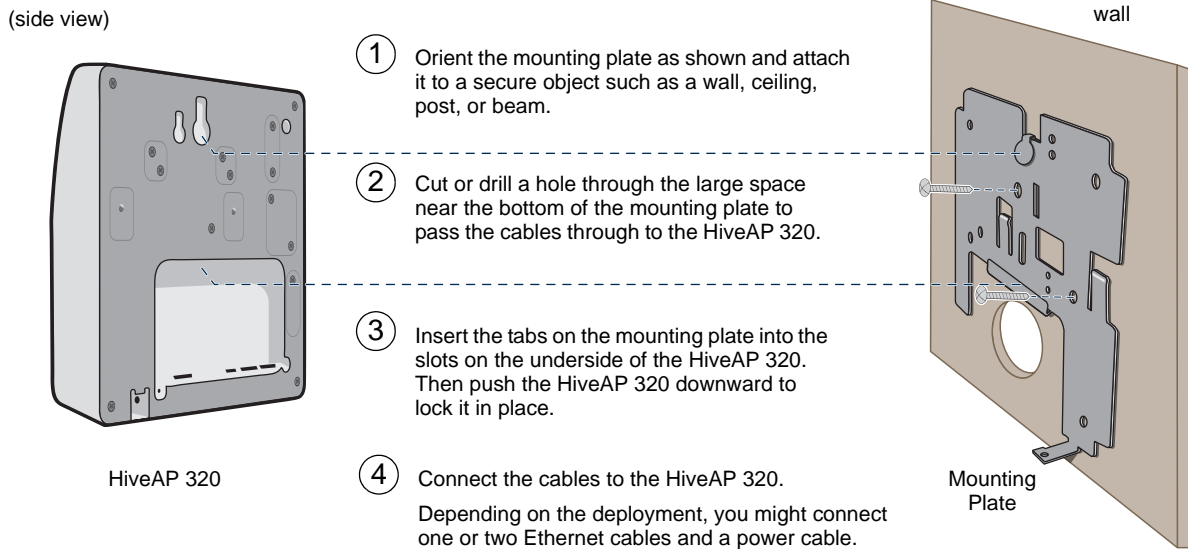 (side view)
wall
1
Orient the mounting plate as shown and attach
it to a secure object such as a wall, ceiling,
post, or beam.
2
Cut or drill a hole through the large space
near the bottom of the mounting plate to
pass the cables through to the HiveAP 320.
3
Insert the tabs on the mounting plate into the
slots on the underside of the HiveAP 320.
Then push the HiveAP 320 downward to
lock it in place.
HiveAP 320
4
Connect the cables to the HiveAP 320.
Depending on the deployment, you might connect
one or two Ethernet cables and a power cable.
Mounting
Plate